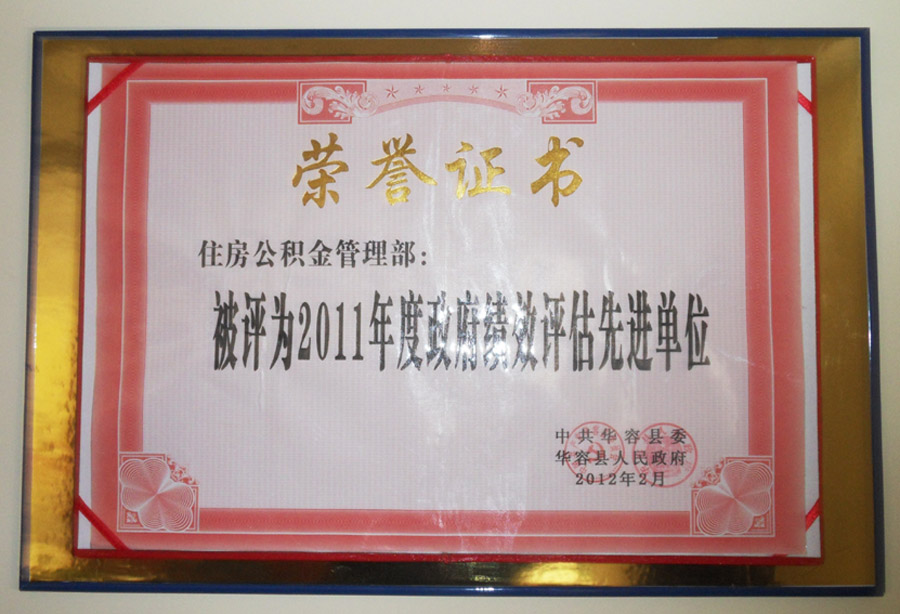 荣誉证书
住房公积金管理部：
被评为2011年度政府绩效评估先进单位
中共华容县委
华容县人民政府
2012年2月